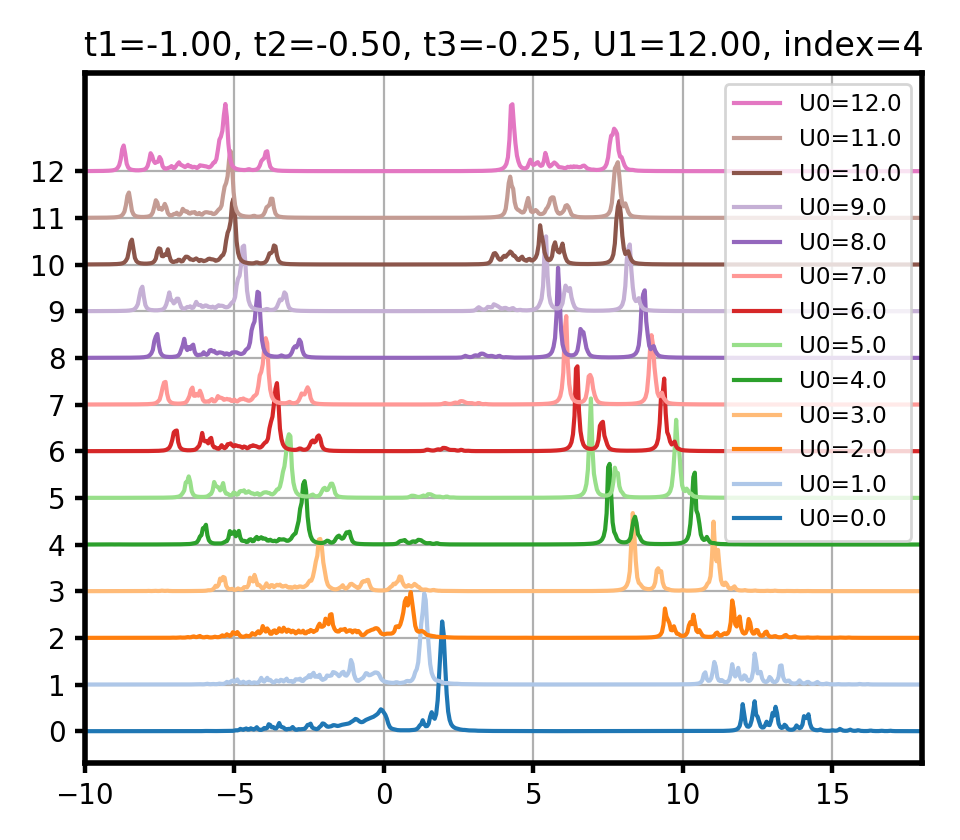 t1=-1.00, t2=-0.50, t3=-0.25, U1=12.00, index=4
U0=12.0
U0=11.0
U0=10.0
U0=9.0
U0=8.0
U0=7.0
U0=6.0
U0=5.0
U0=4.0
U0=3.0
U0=2.0
U0=1.0
U0=0.0
12
11
10
9
8
7
6
5
4
3
2
1
0
−10 −5 0 5 10 15